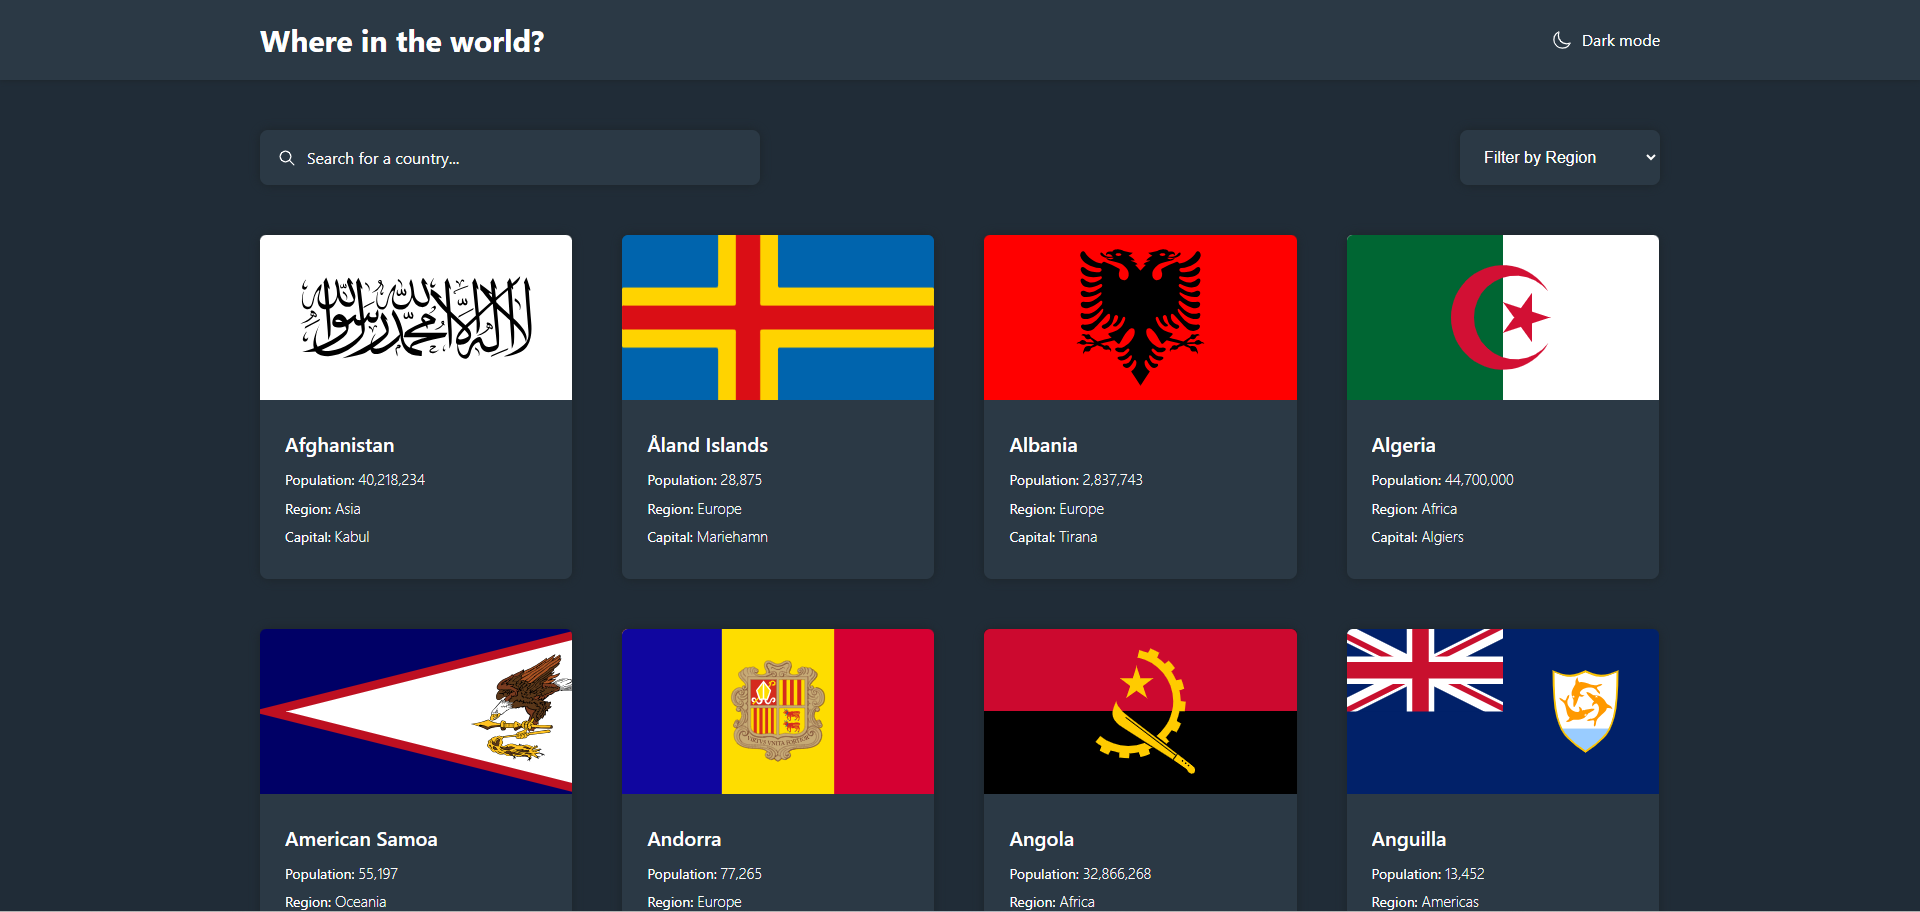 Where in the world?
Dark mode
Search for a country...
Filter by Region
لا إله إلا الله محمد رسول الله
Afghanistan
Population: 40,218,234
Region: Asia
Capital: Kabul
Åland Islands
Population: 28,875
Region: Europe
Capital: Mariehamn
Albania
Population: 2,837,743
Region: Europe
Capital: Tirana
Algeria
Population: 44,700,000
Region: Africa
Capital: Algiers
American Samoa
Population: 55,197
Region: Oceania
VIRTVS VNITA FORTIOR
Andorra
Population: 77,265
Region: Europe
Angola
Population: 32,866,268
Region: Africa
Anguilla
Population: 13,452
Region: Americas